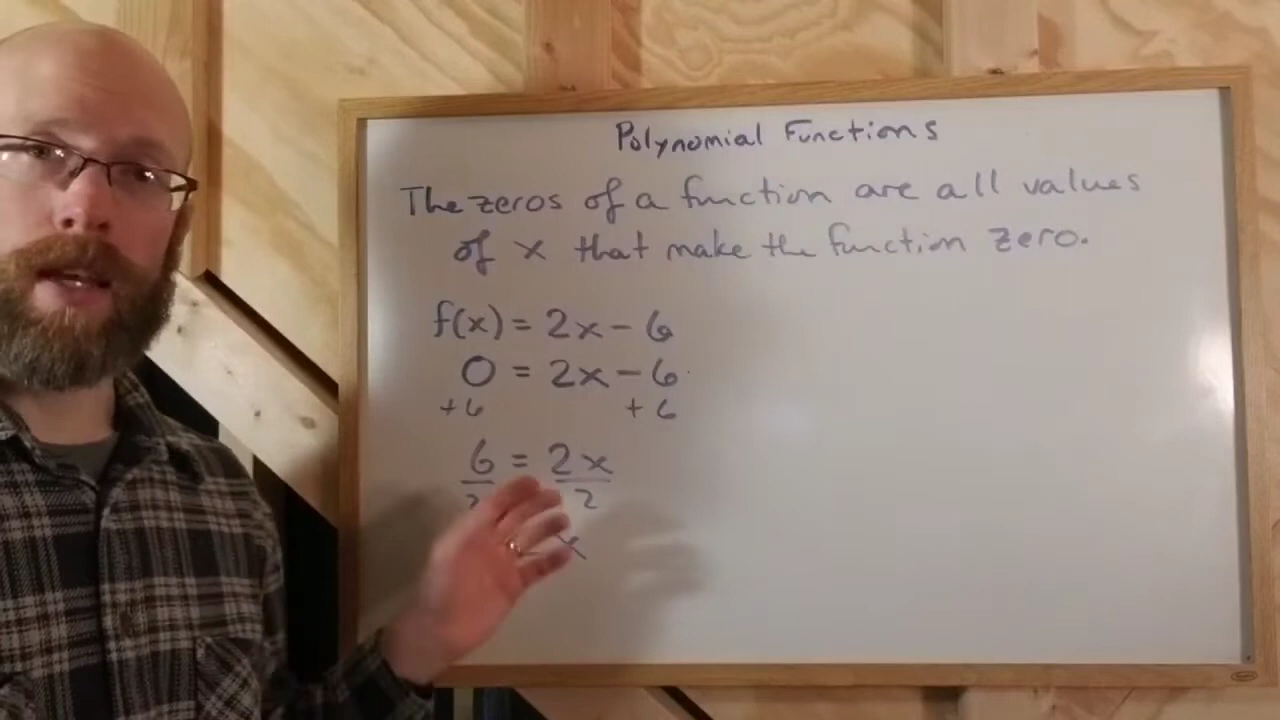 Polynomial Functions
The zeros of a function are all values
of x that make the function zero.
f(x) = 2x - 6
0 = 2x - 6
+6 +6
6 = 2x
2 2
x